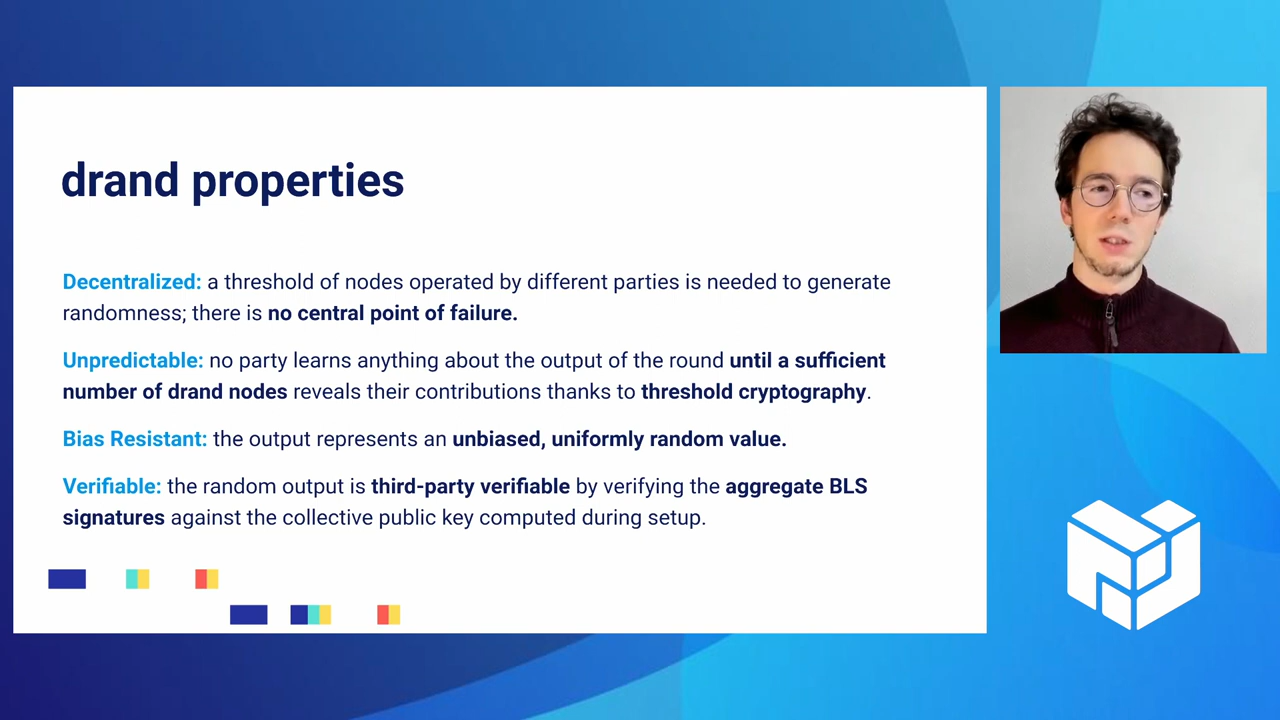 drand properties
Decentralized: a threshold of nodes operated by different parties is needed to generate
randomness; there is no central point of failure.
Unpredictable: no party learns anything about the output of the round until a sufficient
number of drand nodes reveals their contributions thanks to threshold cryptography.
Bias Resistant: the output represents an unbiased, uniformly random value.
Verifiable: the random output is third-party verifiable by verifying the aggregate BLS
signatures against the collective public key computed during setup.